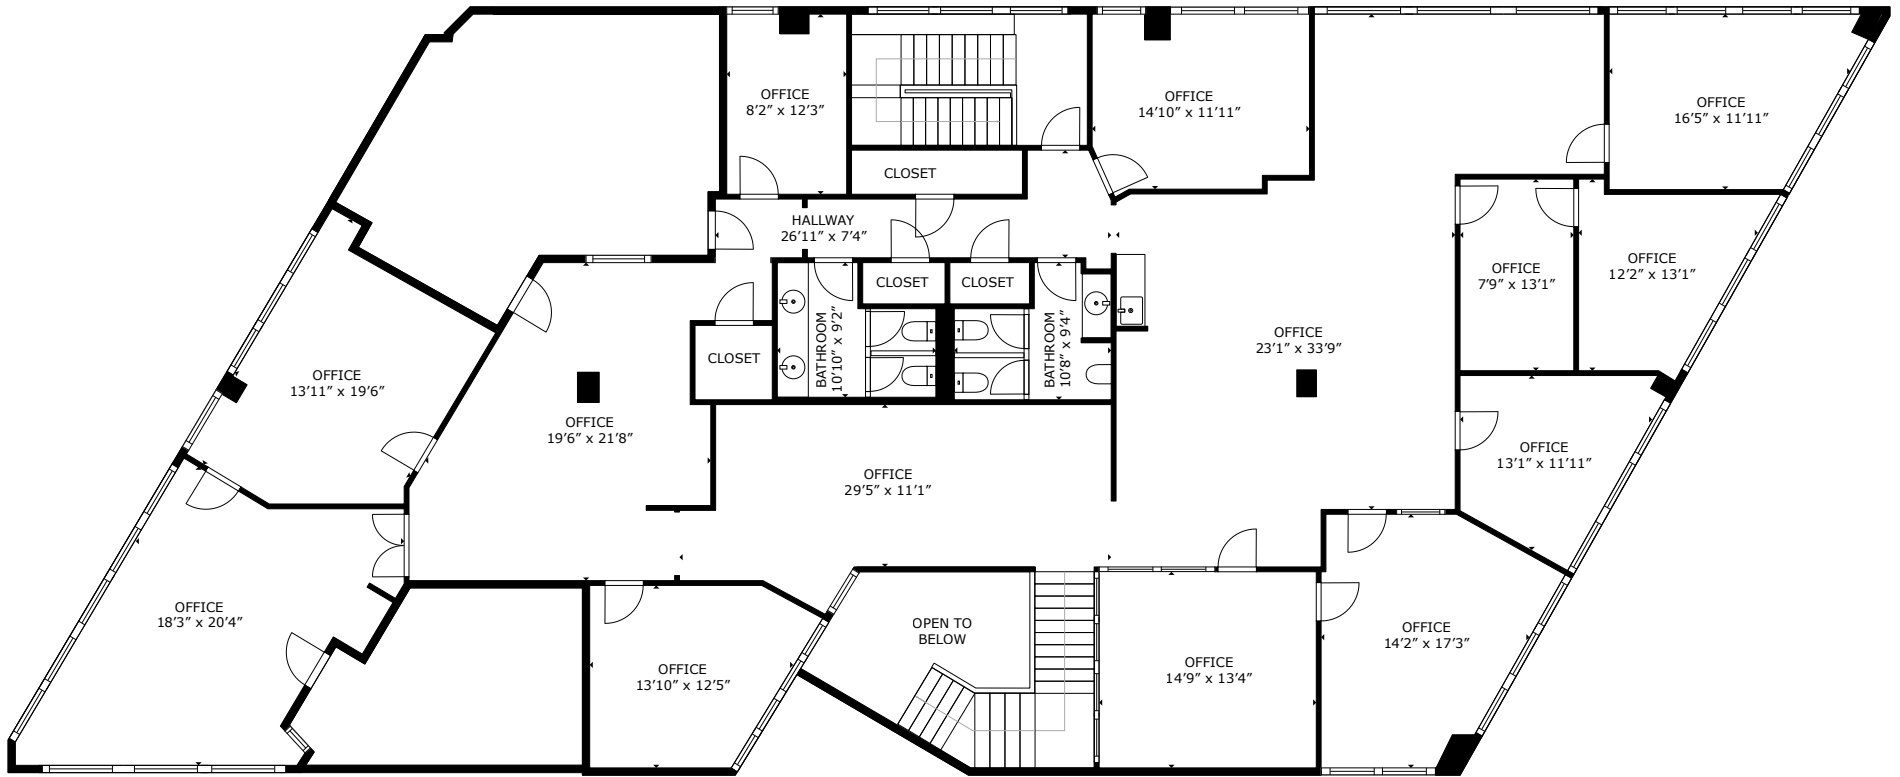 OFFICE
8'2" x 12'3"
OFFICE
14'10" x 11'11"
OFFICE
16'5" x 11'11"
CLOSET
HALLWAY
26'11" x 7'4"
OFFICE
7'9" x 13'1"
OFFICE
12'2" x 13'1"
CLOSET
CLOSET
BATHROOM
10'10" x 9'2"
BATHROOM
10'8" x 9'4"
CLOSET
OFFICE
23'1" x 33'9"
OFFICE
13'11" x 19'6"
OFFICE
19'6" x 21'8"
OFFICE
13'1" x 11'11"
OFFICE
29'5" x 11'1"
OFFICE
18'3" x 20'4"
OPEN TO
BELOW
OFFICE
14'2" x 17'3"
OFFICE
13'10" x 12'5"
OFFICE
14'9" x 13'4"